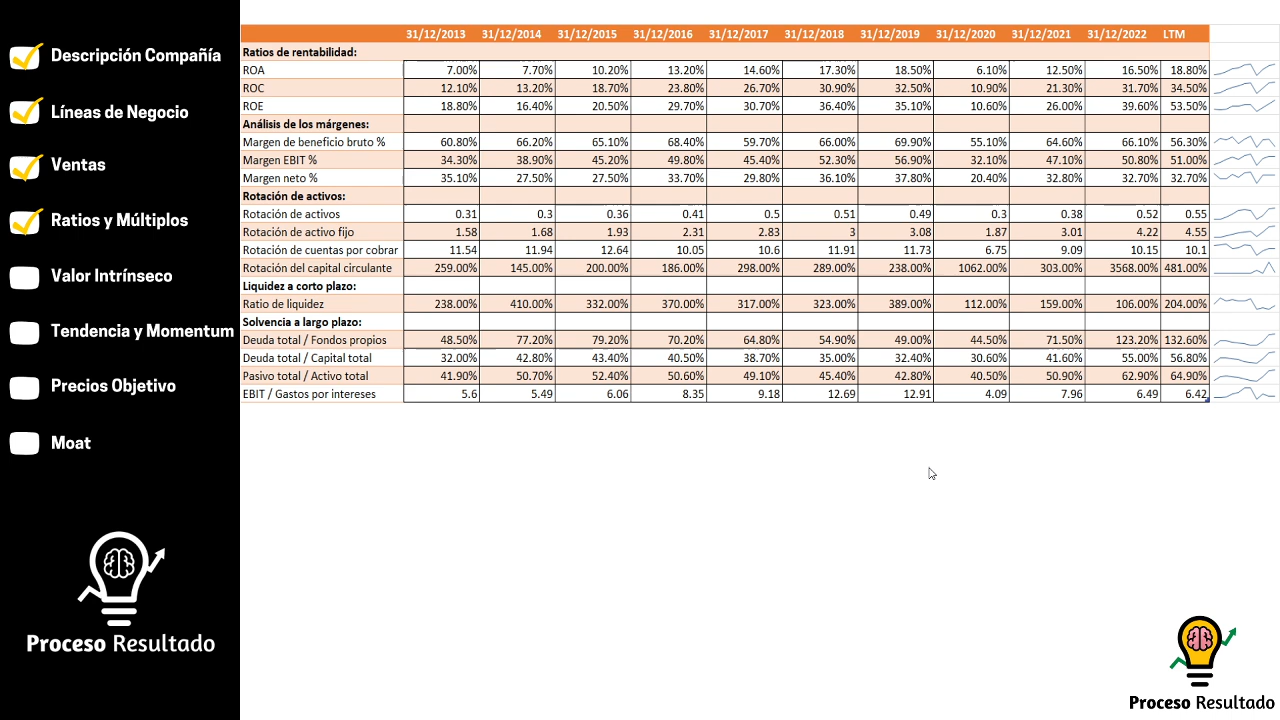 Descripción Compañía
Líneas de Negocio
Ventas
Ratios y Múltiplos
Valor Intrínseco
Tendencia y Momentum
Precios Objetivo
Moat
Proceso Resultado
31/12/2013 31/12/2014 31/12/2015 31/12/2016 31/12/2017 31/12/2018 31/12/2019 31/12/2020 31/12/2021 31/12/2022 LTM
Ratios de rentabilidad:
ROA 7.00% 7.70% 10.20% 13.20% 14.60% 17.30% 18.50% 6.10% 12.50% 16.50% 18.80%
ROC 12.10% 13.20% 18.70% 23.80% 26.70% 30.90% 32.50% 10.90% 21.30% 31.70% 34.50%
ROE 18.80% 16.40% 20.50% 29.70% 30.70% 36.40% 35.10% 10.60% 26.00% 39.60% 53.50%
Análisis de los márgenes:
Margen de beneficio bruto % 60.80% 66.20% 65.10% 68.40% 59.70% 66.00% 69.90% 55.10% 64.60% 66.10% 56.30%
Margen EBIT % 34.30% 38.90% 45.20% 49.80% 45.40% 52.30% 56.90% 32.10% 47.10% 50.80% 51.00%
Margen neto % 35.10% 27.50% 27.50% 33.70% 29.80% 36.10% 37.80% 20.40% 32.80% 32.70% 32.70%
Rotación de activos:
Rotación de activos 0.31 0.3 0.36 0.41 0.5 0.51 0.49 0.3 0.38 0.52 0.55
Rotación de activo fijo 1.58 1.68 1.93 2.31 2.83 3 3.08 1.87 3.01 4.22 4.55
Rotación de cuentas por cobrar 11.54 11.94 12.64 10.05 10.6 11.91 11.73 6.75 9.09 10.15 10.1
Rotación del capital circulante 259.00% 145.00% 200.00% 186.00% 298.00% 289.00% 238.00% 1062.00% 303.00% 3568.00% 481.00%
Liquidez a corto plazo:
Ratio de liquidez 238.00% 410.00% 332.00% 370.00% 317.00% 323.00% 389.00% 112.00% 159.00% 106.00% 204.00%
Solvencia a largo plazo:
Deuda total / Fondos propios 48.50% 77.20% 79.20% 70.20% 64.80% 54.90% 49.00% 44.50% 71.50% 123.20% 132.60%
Deuda total / Capital total 32.00% 42.80% 43.40% 40.50% 38.70% 35.00% 32.40% 30.60% 41.60% 55.00% 56.80%
Pasivo total / Activo total 41.90% 50.70% 52.40% 50.60% 49.10% 45.40% 42.80% 40.50% 50.90% 62.90% 64.90%
EBIT / Gastos por intereses 5.6 5.49 6.06 8.35 9.18 12.69 12.91 4.09 7.96 6.49 6.42
Proceso Resultado